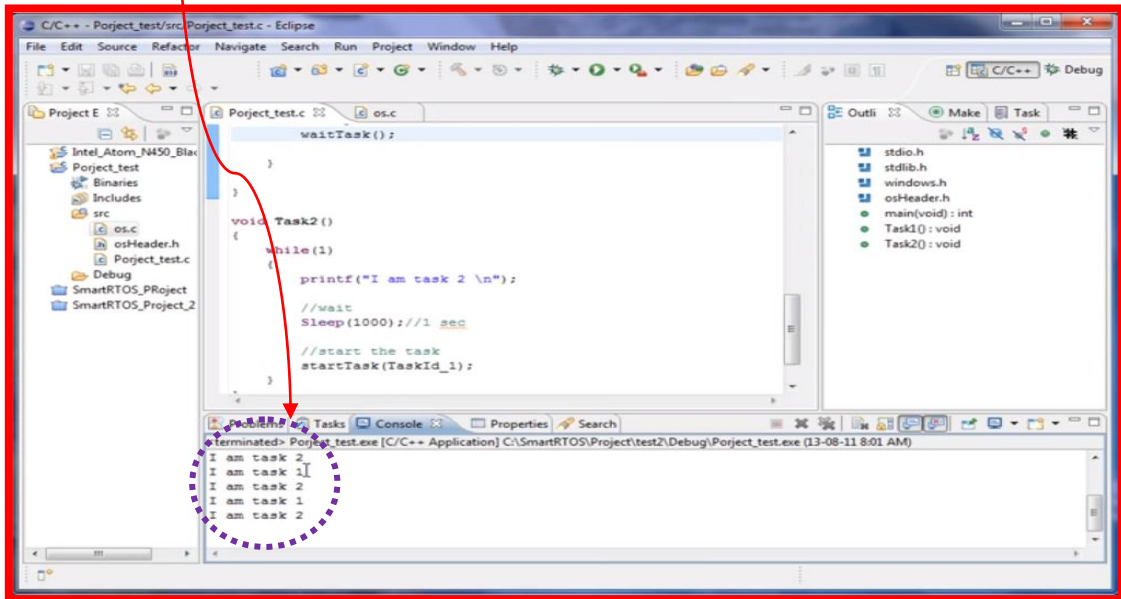 C/C++ - Porject_test/src/Porject_test.c - Eclipse
File Edit Source Refactor Navigate Search Run Project Window Help
C/C++ Debug
Project E
Porject_test.c
os.c
Outli
Make
Task
Intel_Atom_N450_Blac
Porject_test
Binaries
Includes
src
os.c
osHeader.h
Porject_test.c
Debug
SmartRTOS_PRoject
SmartRTOS_Project_2
waitTask();
}
}
void Task2()
{
while(1)
{
printf("I am task 2 \n");
//wait
Sleep(1000);//1 sec
//start the task
startTask(TaskId_1);
}
stdio.h
stdlib.h
windows.h
osHeader.h
main(void) : int
Task1() : void
Task2() : void
Problems Tasks Console Properties Search
<terminated> Porject_test.exe [C/C++ Application] C:\SmartRTOS\Project\test2\Debug\Porject_test.exe (13-08-11 8:01 AM)
I am task 2
I am task 1
I am task 2
I am task 1
I am task 2